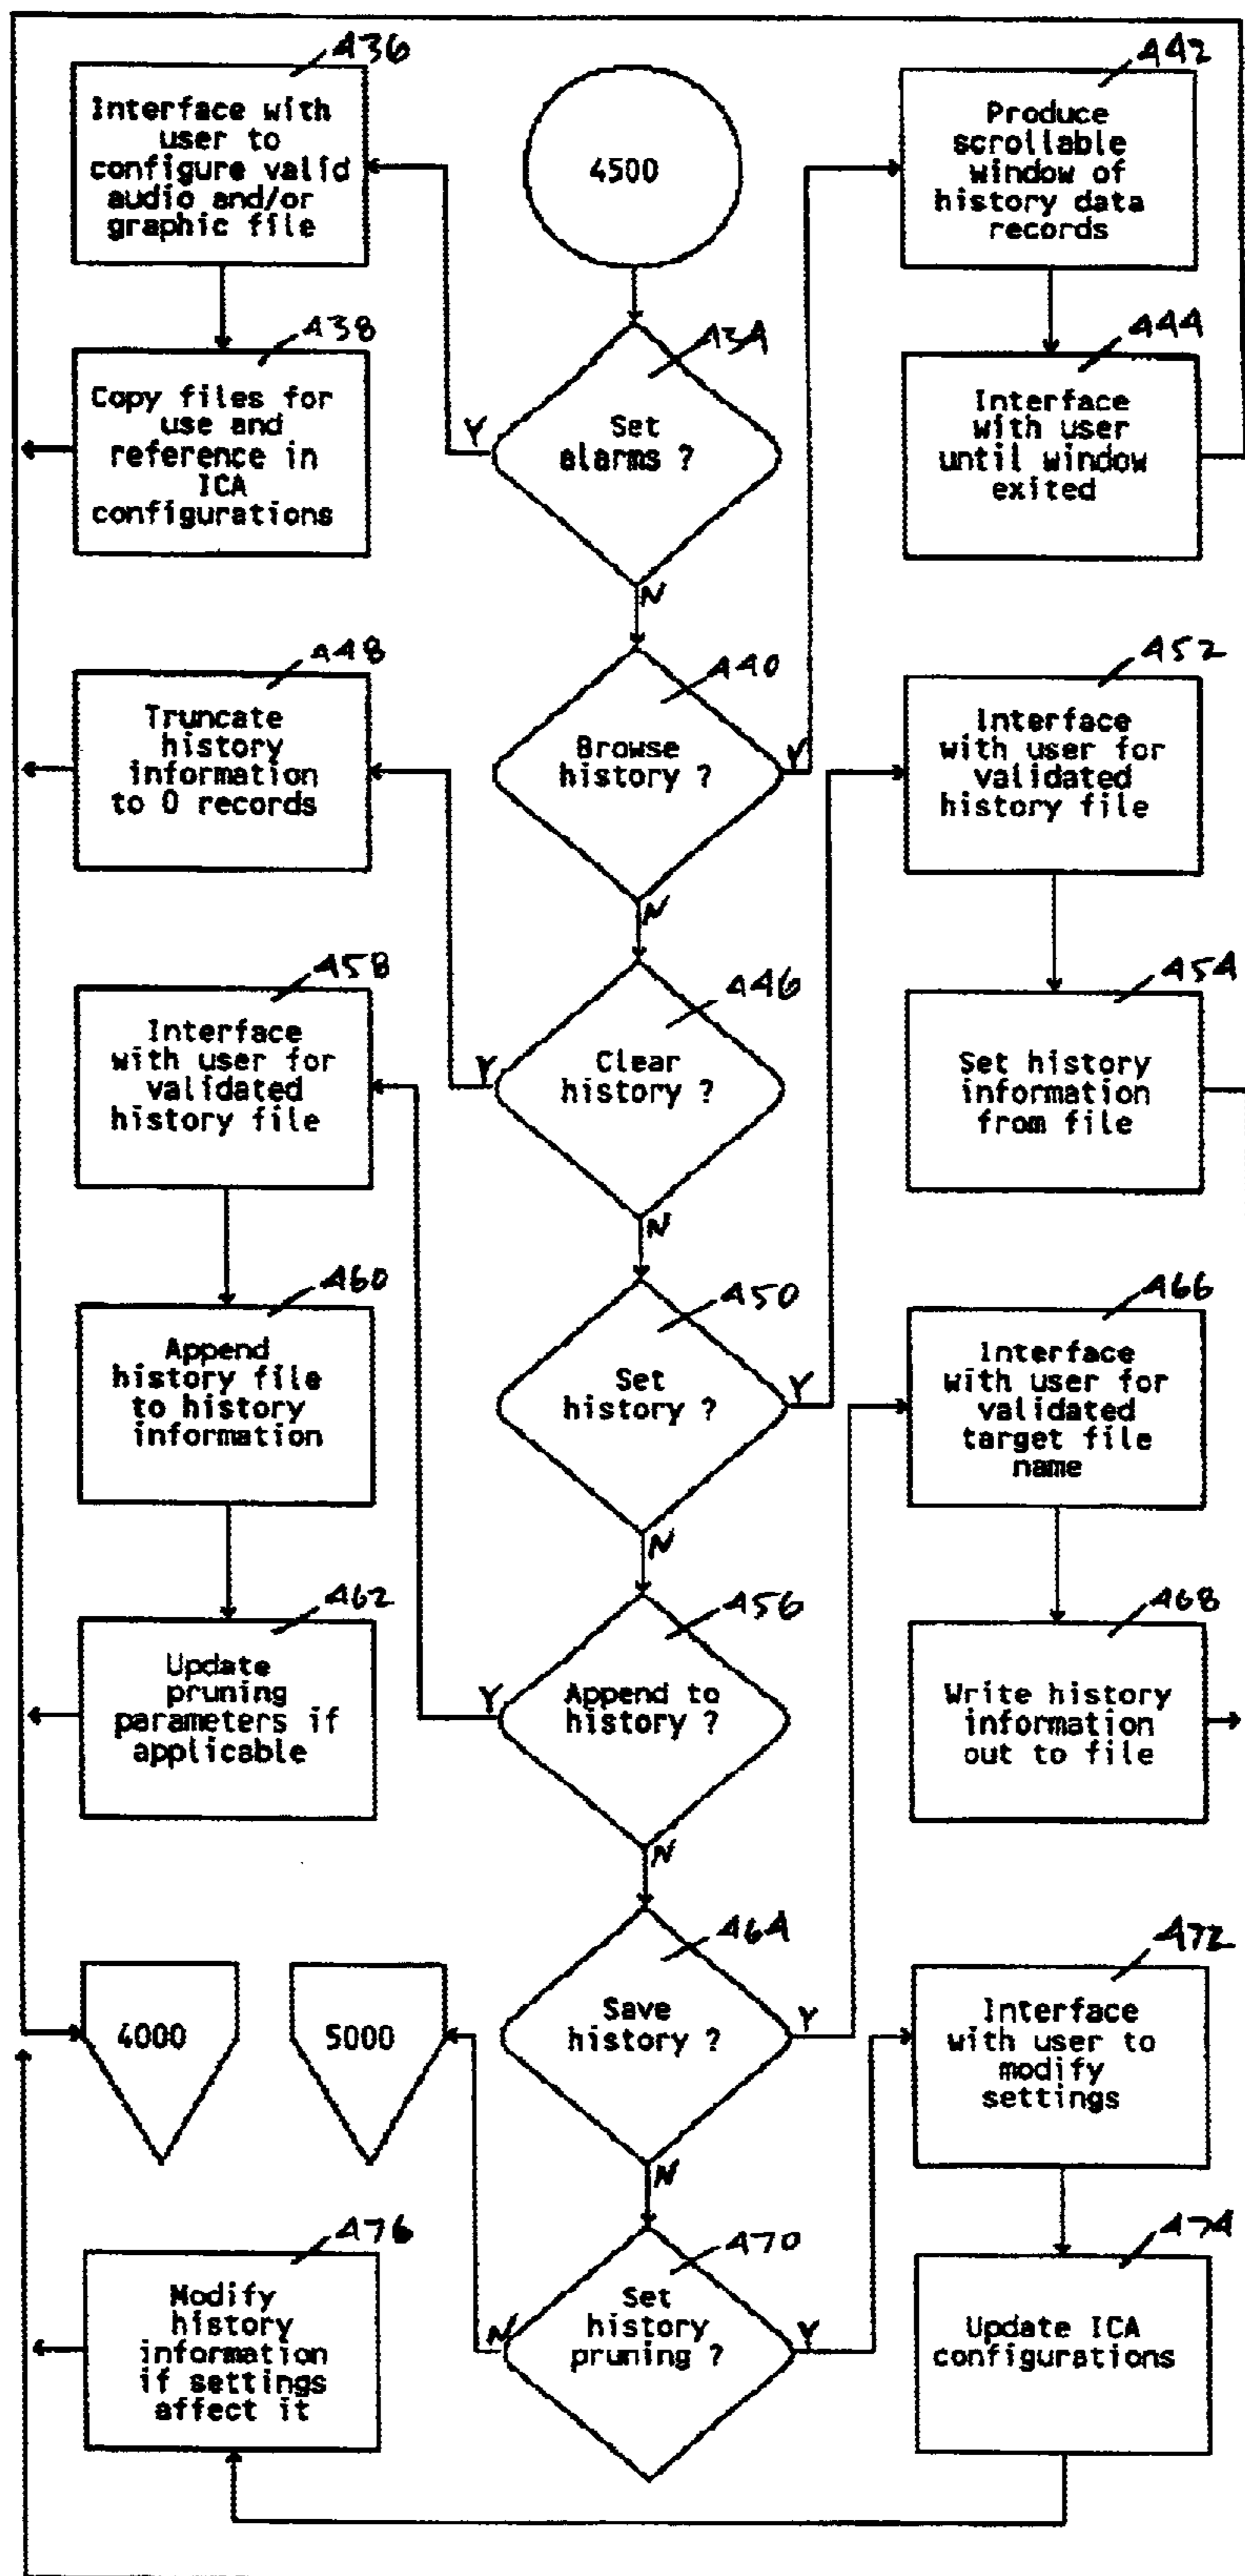 436
Interface with
user to
configure valid
audio and/or
graphic file
4500
442
Produce
scrollable
window of
history data
records
438
Copy files for
use and
reference in
ICA
configurations
434
Set
alarms ?
Y
N
444
Interface
with user
until window
exited
448
Truncate
history
information
to 0 records
440
Browse
history ?
Y
N
452
Interface
with user for
validated
history file
458
Interface
with user for
validated
history file
446
Clear
history ?
Y
N
454
Set history
information
from file
460
Append
history file
to history
information
450
Set
history ?
Y
N
466
Interface
with user for
validated
target file
name
462
Update
pruning
parameters if
applicable
456
Append to
history ?
Y
N
468
Write history
information
out to file
4000
5000
464
Save
history ?
Y
N
472
Interface
with user to
modify
settings
476
Modify
history
information
if settings
affect it
470
Set
history
pruning ?
N
Y
474
Update ICA
configurations